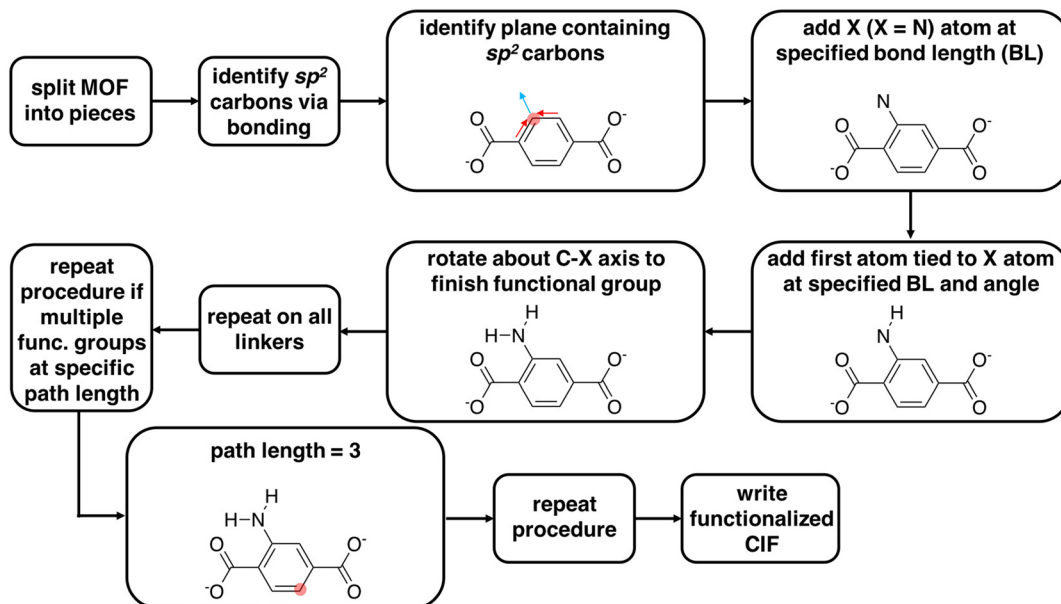 split MOF
into pieces
identify sp²
carbons via
bonding
identify plane containing
sp² carbons
O
⁻O
O⁻
O
add X (X = N) atom at
specified bond length (BL)
N
O
⁻O
O⁻
O
add first atom tied to X atom
at specified BL and angle
H
N
O
⁻O
O⁻
O
rotate about C-X axis to
finish functional group
H
H N
O
⁻O
O⁻
O
repeat on all
linkers
repeat
procedure if
multiple
func. groups
at specific
path length
path length = 3
H
H N
O
⁻O
O⁻
O
repeat
procedure
write
functionalized
CIF